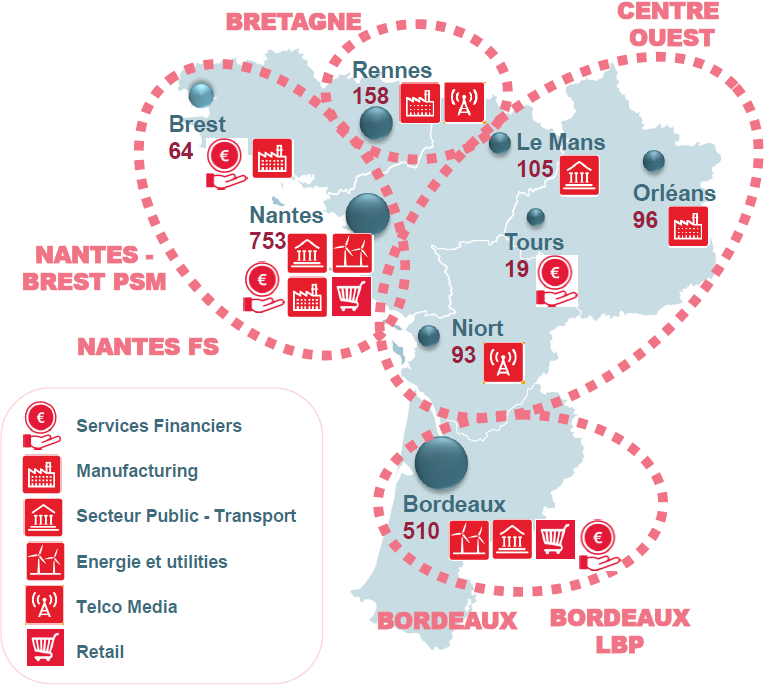 BRETAGNE
CENTRE
OUEST
Rennes
158
Brest
64
Le Mans
105
Orléans
96
Nantes
753
Tours
19
NANTES -
BREST PSM
NANTES FS
Niort
93
€ Services Financiers
Manufacturing
Secteur Public - Transport
Energie et utilities
Telco Media
Retail
Bordeaux
510
BORDEAUX
BORDEAUX
LBP
€
€
€
€